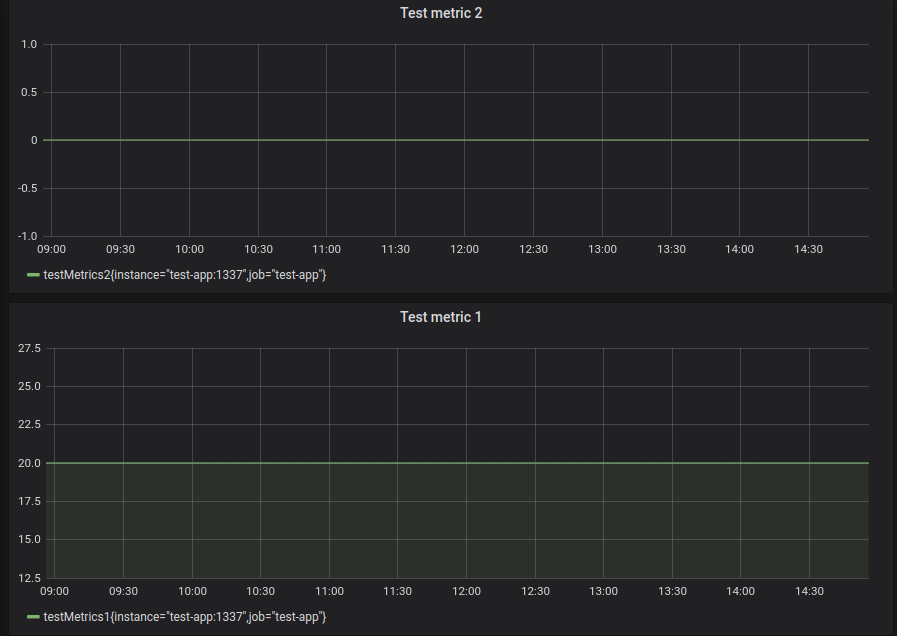 Test metric 2
1.0
0.5
0
-0.5
-1.0
09:00 09:30 10:00 10:30 11:00 11:30 12:00 12:30 13:00 13:30 14:00 14:30
testMetrics2{instance="test-app:1337",job="test-app"}
Test metric 1
27.5
25.0
22.5
20.0
17.5
15.0
12.5
09:00 09:30 10:00 10:30 11:00 11:30 12:00 12:30 13:00 13:30 14:00 14:30
testMetrics1{instance="test-app:1337",job="test-app"}